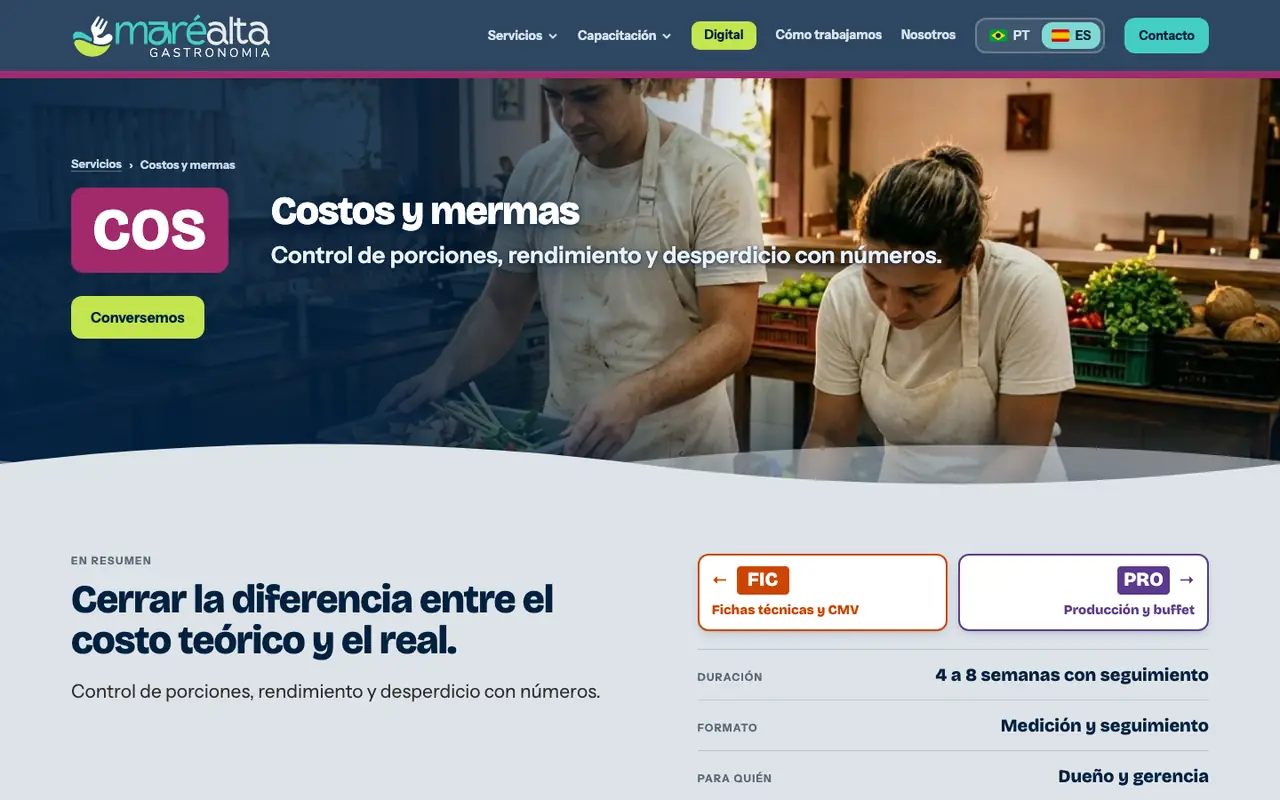 maréalta
GASTRONOMIA
Servicios
Capacitación
Digital
Cómo trabajamos
Nosotros
PT
ES
Contacto
Servicios › Costos y mermas
COS
Costos y mermas
Control de porciones, rendimiento y desperdicio con números.
Conversemos
EN RESUMEN
Cerrar la diferencia entre el
costo teórico y el real.
Control de porciones, rendimiento y desperdicio con números.
← FIC
Fichas técnicas y CMV
PRO →
Producción y buffet
DURACIÓN
4 a 8 semanas con seguimiento
FORMATO
Medición y seguimiento
PARA QUIÉN
Dueño y gerencia